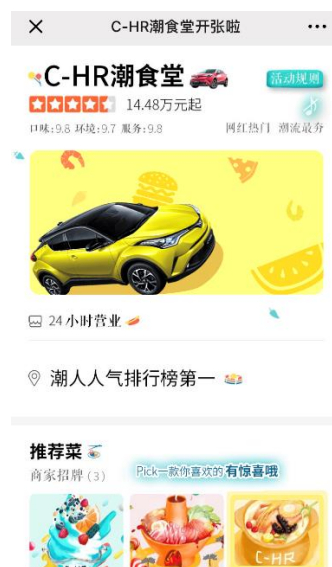 C-HR潮食堂开张啦
C-HR潮食堂
活动规则
14.48万元起
口味:9.8 环境:9.7 服务:9.8
网红热门 潮流最夯
24小时营业
潮人人气排行榜第一
推荐菜
商家招牌(3)
Pick一款你喜欢的有惊喜哦
C-HR